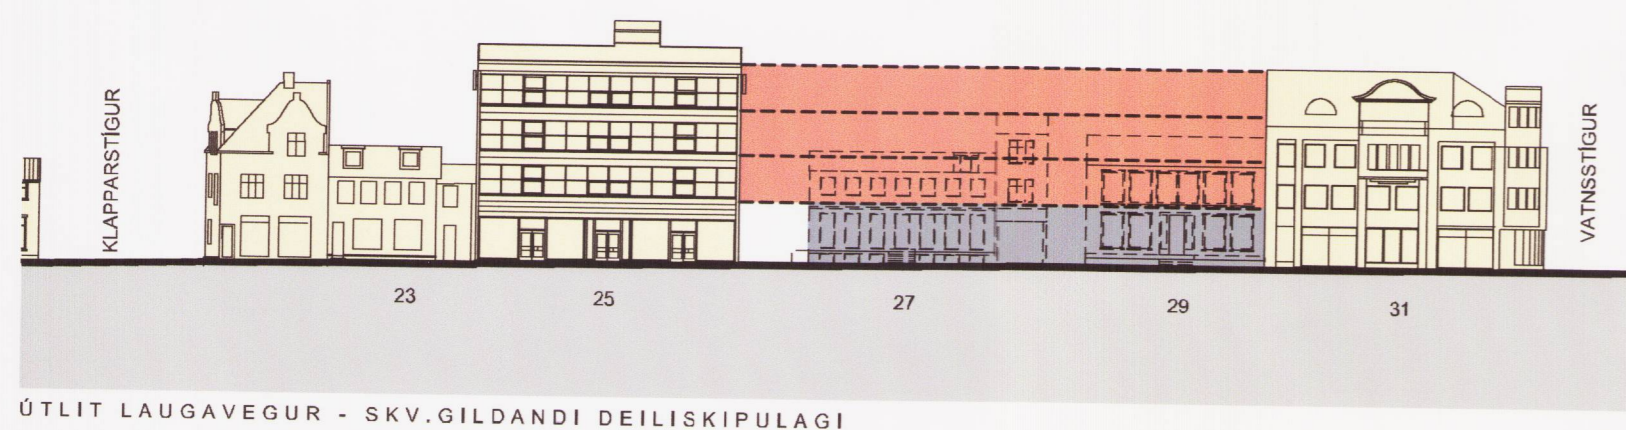 KLAPPARSTÍGUR
VATNSSTÍGUR
23
25
27
29
31
ÚTLIT LAUGAVEGUR - SKV.GILDANDI DEILISKIPULAGI